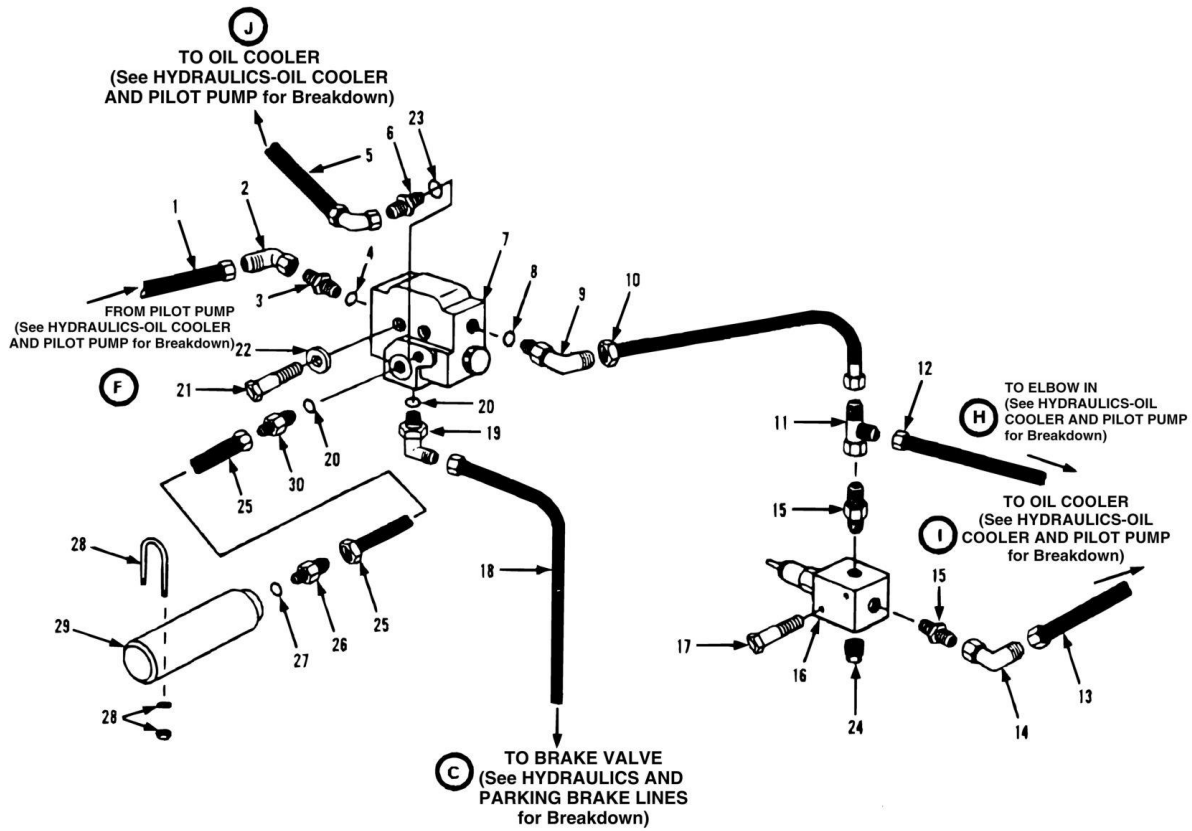 J
TO OIL COOLER
(See HYDRAULICS-OIL COOLER
AND PILOT PUMP for Breakdown)
23
6
5
2
1
4
7
8
9
10
3
FROM PILOT PUMP
(See HYDRAULICS-OIL COOLER
AND PILOT PUMP for Breakdown)
22
F
21
12
TO ELBOW IN
H
(See HYDRAULICS-OIL
COOLER AND PILOT PUMP
for Breakdown)
11
20
19
20
30
25
TO OIL COOLER
(See HYDRAULICS-OIL
I
COOLER AND PILOT PUMP
for Breakdown)
15
15
28
18
29
27
26
25
17
16
13
14
24
28
C
TO BRAKE VALVE
(See HYDRAULICS AND
PARKING BRAKE LINES
for Breakdown)